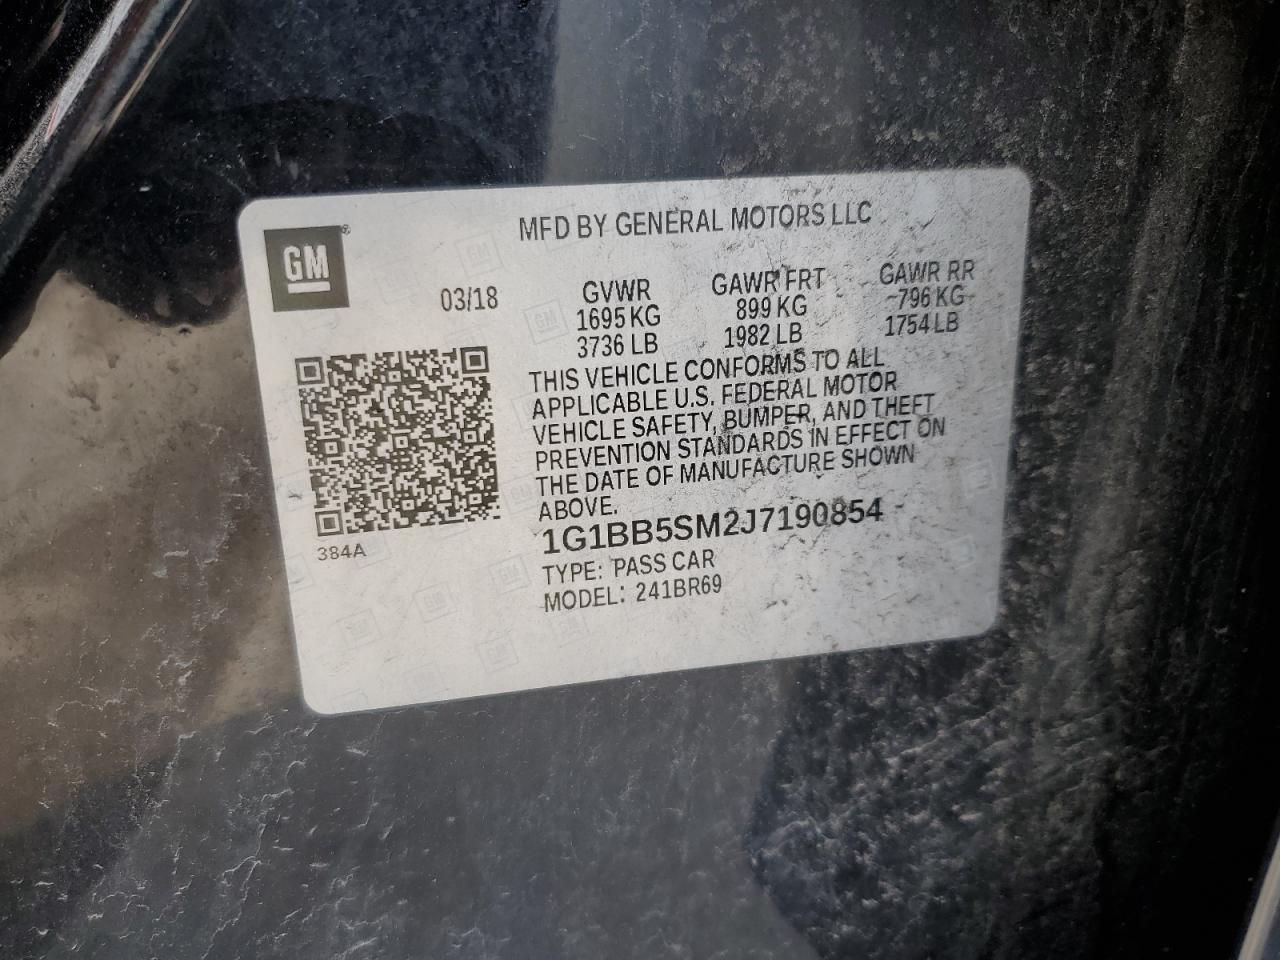 MFD BY GENERAL MOTORS LLC
GM®
03/18
GVWR GAWR FRT GAWR RR
1695 KG 899 KG 796 KG
3736 LB 1982 LB 1754 LB
THIS VEHICLE CONFORMS TO ALL
APPLICABLE U.S. FEDERAL MOTOR
VEHICLE SAFETY, BUMPER, AND THEFT
PREVENTION STANDARDS IN EFFECT ON
THE DATE OF MANUFACTURE SHOWN
ABOVE.
1G1BB5SM2J7190854
384A
TYPE: PASS CAR
MODEL: 241BR69